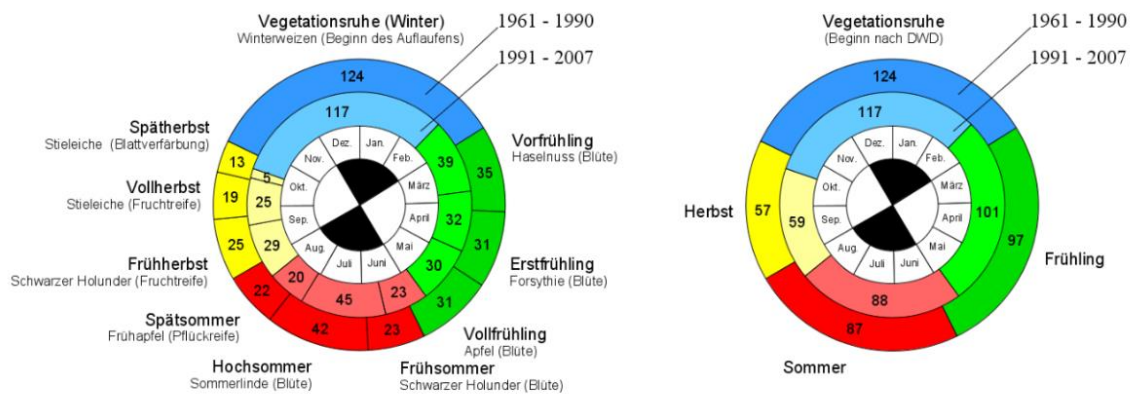 Vegetationsruhe (Winter)
Winterweizen (Beginn des Auflaufens)
1961 - 1990
1991 - 2007
124
117
Spätherbst
Stieleiche (Blattverfärbung)
13
5
Vollherbst
Stieleiche (Fruchtreife)
19
25
Frühherbst
Schwarzer Holunder (Fruchtreife)
25
29
Spätsommer
Frühapfel (Pflückreife)
22
20
Hochsommer
Sommerlinde (Blüte)
42
45
Frühsommer
Schwarzer Holunder (Blüte)
23
23
Vollfrühling
Apfel (Blüte)
31
30
Erstfrühling
Forsythie (Blüte)
31
32
Vorfrühling
Haselnuss (Blüte)
35
39
Dez.
Jan.
Nov.
Feb.
Okt.
März
Sep.
April
Aug.
Mai
Juli
Juni
Vegetationsruhe
(Beginn nach DWD)
1961 - 1990
1991 - 2007
124
117
Herbst
57
59
Frühling
101
97
Sommer
88
87
Dez.
Jan.
Nov.
Feb.
Okt.
März
Sep.
April
Aug.
Mai
Juli
Juni